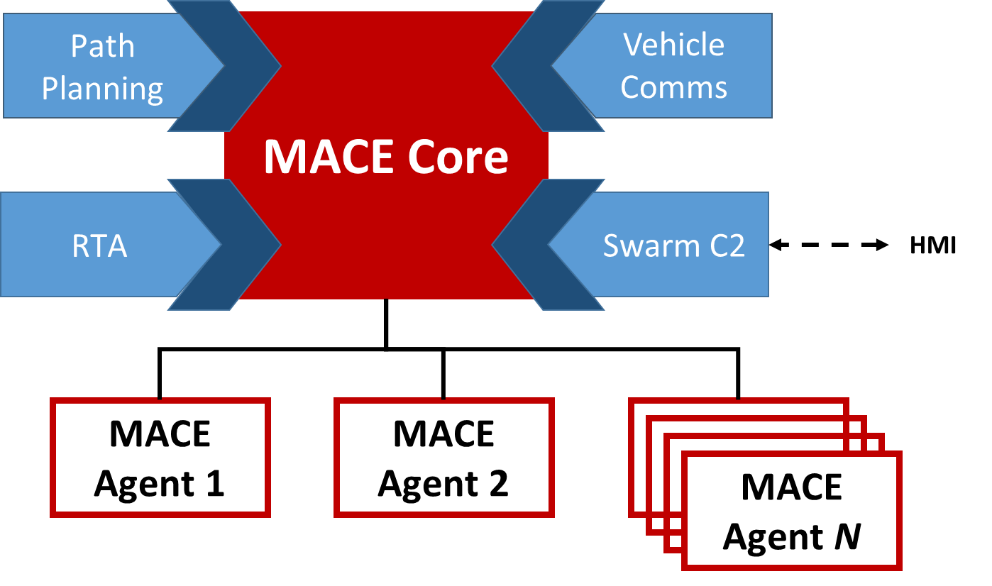 Path
Planning
Vehicle
Comms
MACE Core
RTA
Swarm C2
HMI
MACE
Agent 1
MACE
Agent 2
MACE
Agent N